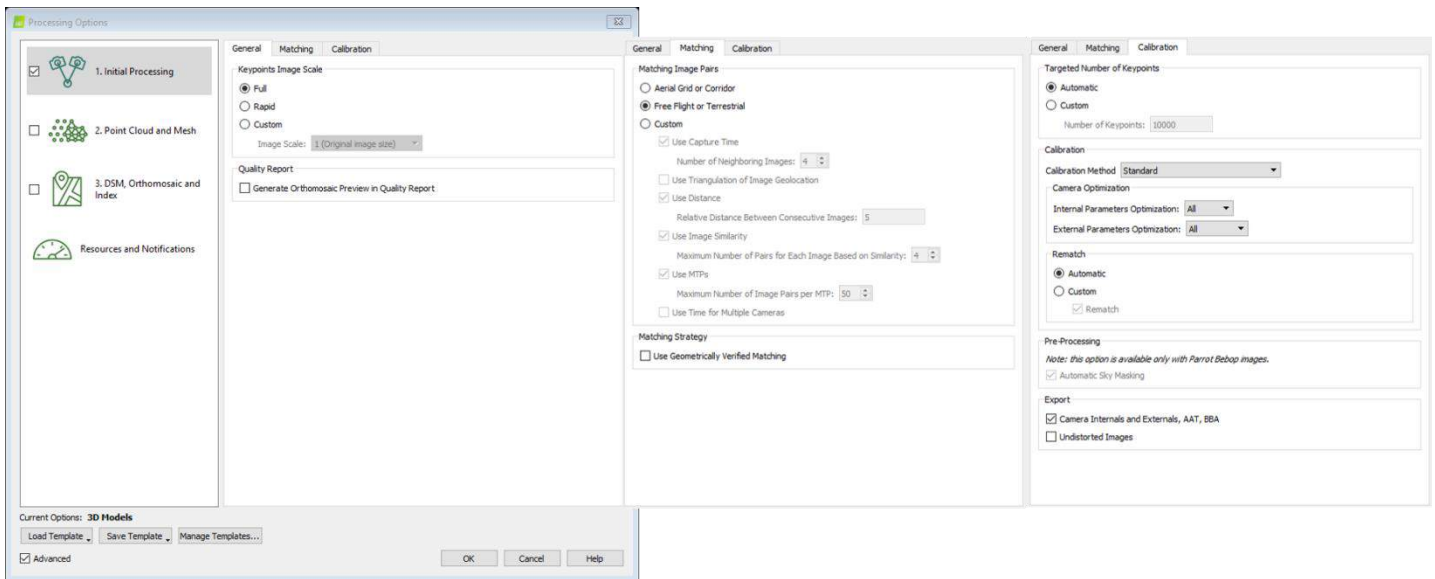 Processing Options
1. Initial Processing
2. Point Cloud and Mesh
3. DSM, Orthomosaic and
Index
Resources and Notifications
General Matching Calibration
Keypoints Image Scale
Full
Rapid
Custom
Image Scale: 1 (Original image size)
Quality Report
Generate Orthomosaic Preview in Quality Report
Current Options: 3D Models
Load Template Save Template Manage Templates...
Advanced
OK Cancel Help
General Matching Calibration
Matching Image Pairs
Aerial Grid or Corridor
Free Flight or Terrestrial
Custom
Use Capture Time
Number of Neighboring Images: 4
Use Triangulation of Image Geolocation
Use Distance
Relative Distance Between Consecutive Images: 5
Use Image Similarity
Maximum Number of Pairs for Each Image Based on Similarity: 4
Use MTPs
Maximum Number of Image Pairs per MTP: 50
Use Time for Multiple Cameras
Matching Strategy
Use Geometrically Verified Matching
General Matching Calibration
Targeted Number of Keypoints
Automatic
Custom
Number of Keypoints: 10000
Calibration
Calibration Method Standard
Camera Optimization
Internal Parameters Optimization: All
External Parameters Optimization: All
Rematch
Automatic
Custom
Rematch
Pre-Processing
Note: this option is available only with Parrot Bebop images.
Automatic Sky Masking
Export
Camera Internals and Externals, AAT, BBA
Undistorted Images